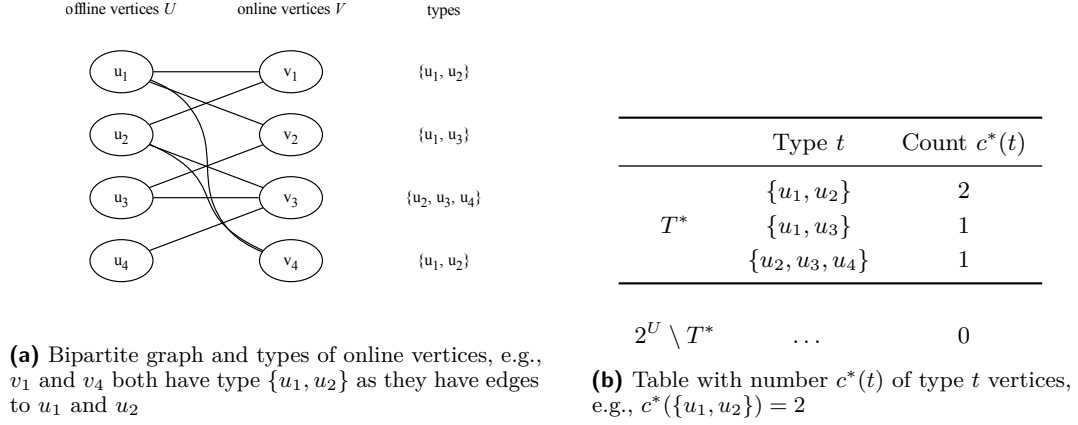 offline vertices U online vertices V types
u1 v1 {u1, u2}
u2 v2 {u1, u3}
u3 v3 {u2, u3, u4}
u4 v4 {u1, u2}
(a) Bipartite graph and types of online vertices, e.g.,
v1 and v4 both have type {u1, u2} as they have edges
to u1 and u2
Type t Count c*(t)
{u1, u2} 2
T* {u1, u3} 1
{u2, u3, u4} 1
2^U \ T* ... 0
(b) Table with number c*(t) of type t vertices,
e.g., c*({u1, u2}) = 2